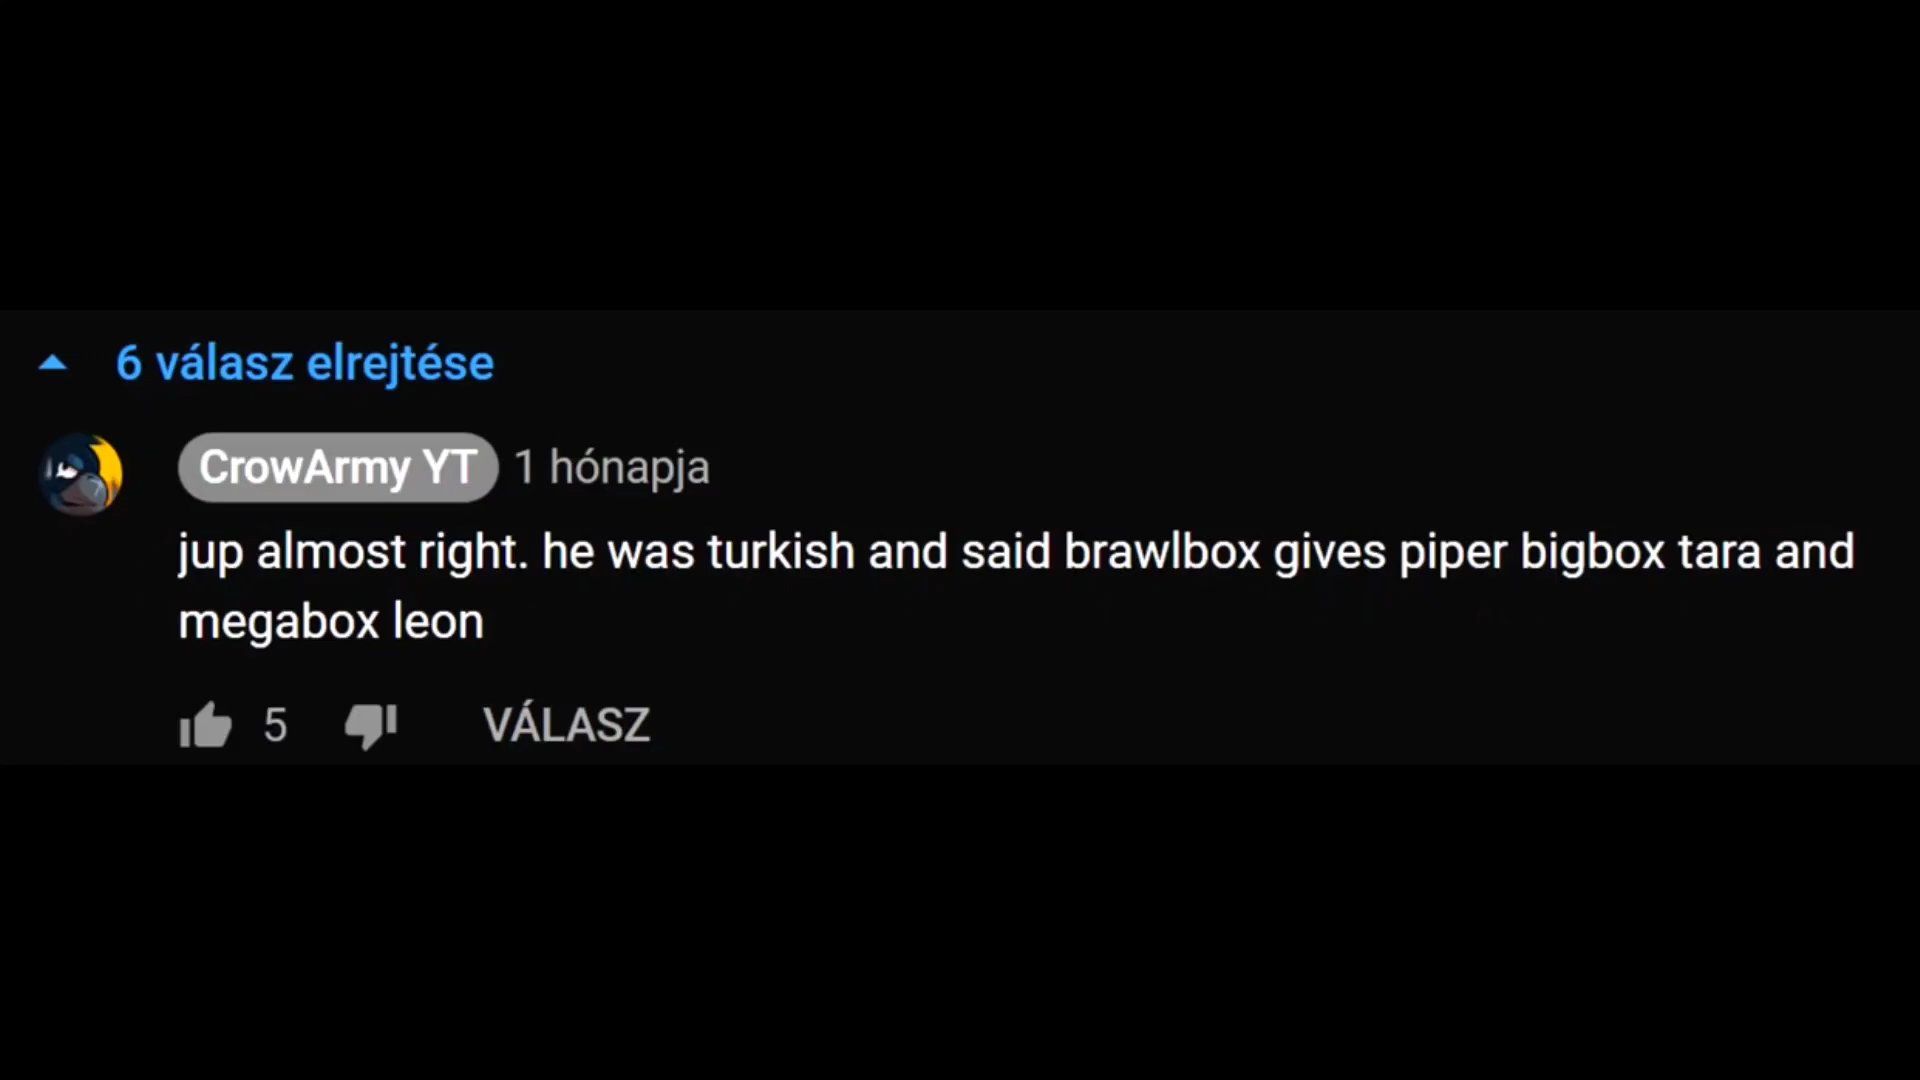 6 válasz elrejtése
CrowArmy YT 1 hónapja
jup almost right. he was turkish and said brawlbox gives piper bigbox tara and
megabox leon
5 VÁLASZ